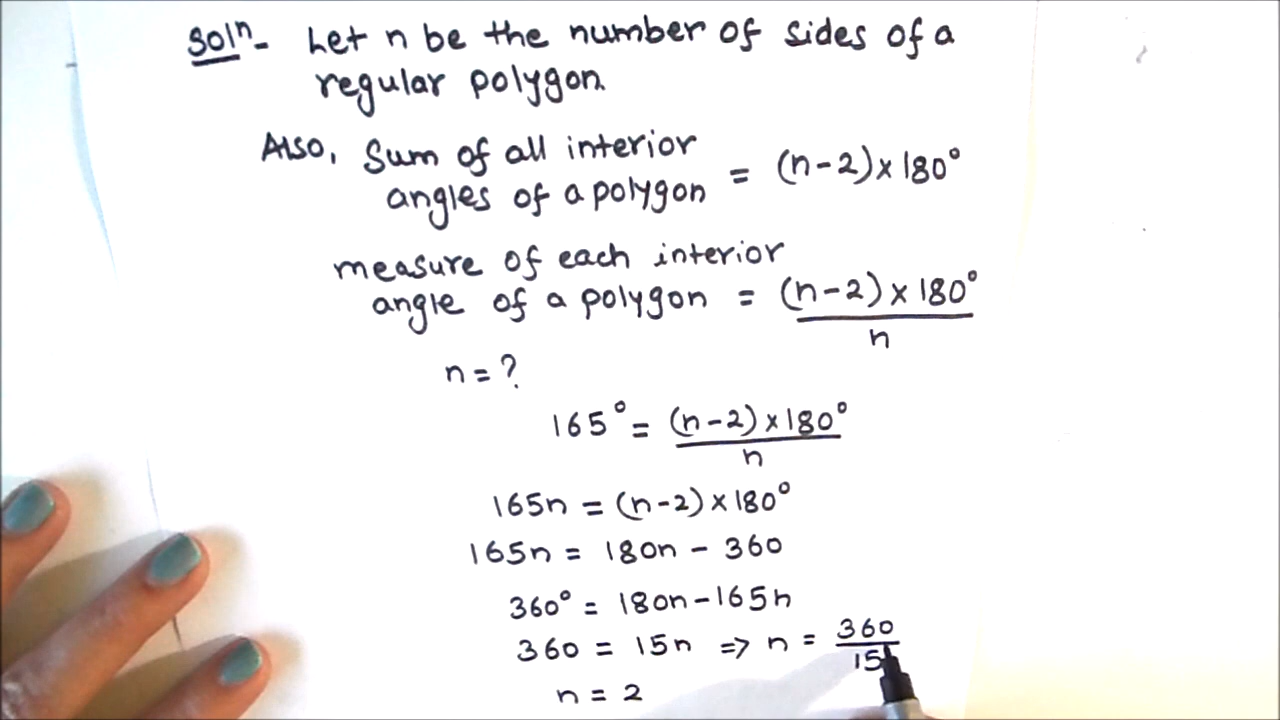 Solⁿ- Let n be the number of sides of a
regular polygon.
Also, Sum of all interior
angles of a polygon = (n-2)×180°
measure of each interior
angle of a polygon = (n-2)×180°
n
n=?
165° = (n-2)×180°
n
165n = (n-2)×180°
165n = 180n - 360
360° = 180n-165n
360 = 15n => n = 360
15
n = 2